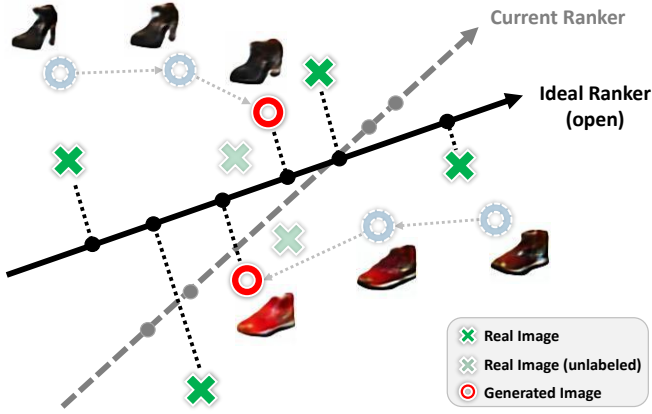 Current Ranker
Ideal Ranker
(open)
Real Image
Real Image (unlabeled)
Generated Image